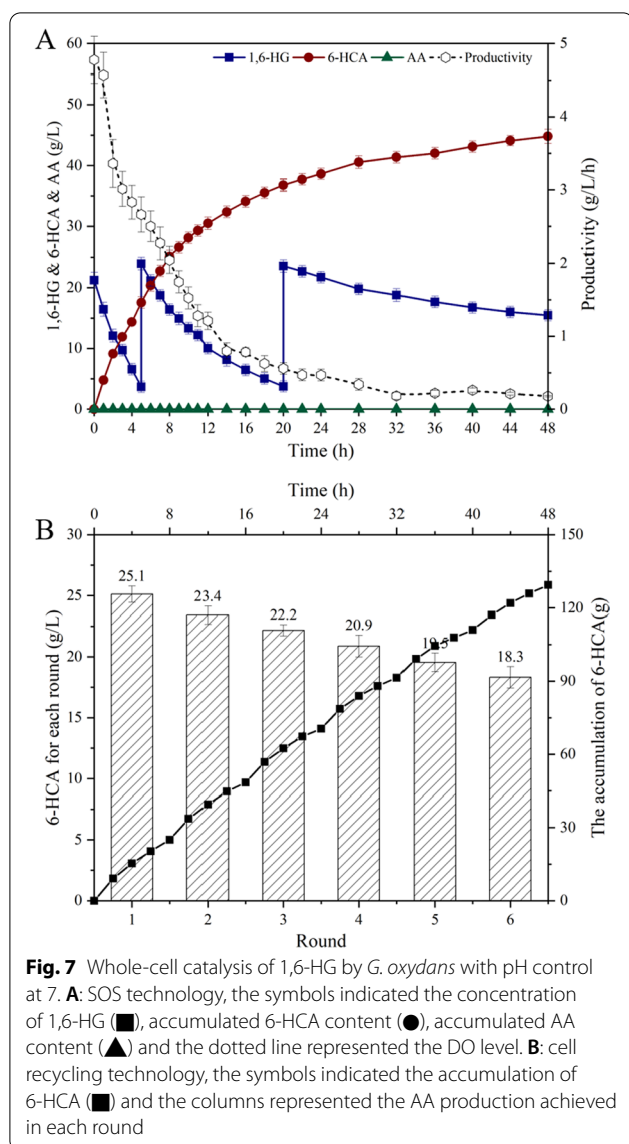 A
1,6-HG 6-HCA AA Productivity
1,6-HG & 6-HCA & AA (g/L)
60
50
40
30
20
10
0
5
4
3
2
1
0
Productivity (g/L/h)
0 4 8 12 16 20 24 28 32 36 40 44 48
Time (h)
Time (h)
0 8 16 24 32 40 48
B
6-HCA for each round (g/L)
30
25
20
15
10
5
0
25.1 23.4 22.2 20.9 19.5 18.3
150
120
90
60
30
0
The accumulation of 6-HCA(g)
1 2 3 4 5 6
Round
Fig. 7 Whole-cell catalysis of 1,6-HG by G. oxydans with pH control
at 7. A: SOS technology, the symbols indicated the concentration
of 1,6-HG (■), accumulated 6-HCA content (●), accumulated AA
content (▲) and the dotted line represented the DO level. B: cell
recycling technology, the symbols indicated the accumulation of
6-HCA (■) and the columns represented the AA production achieved
in each round